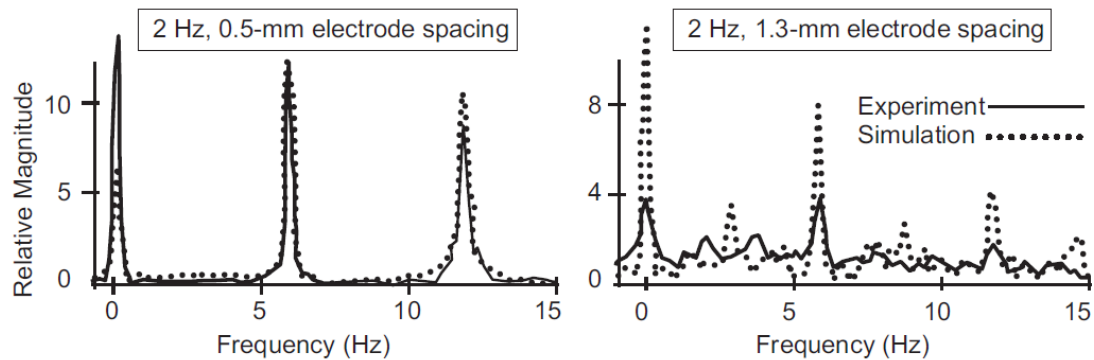 2 Hz, 0.5-mm electrode spacing
2 Hz, 1.3-mm electrode spacing
Relative Magnitude
10
5
0
0
5
10
15
Frequency (Hz)
8
4
0
Experiment
Simulation
0
5
10
15
Frequency (Hz)